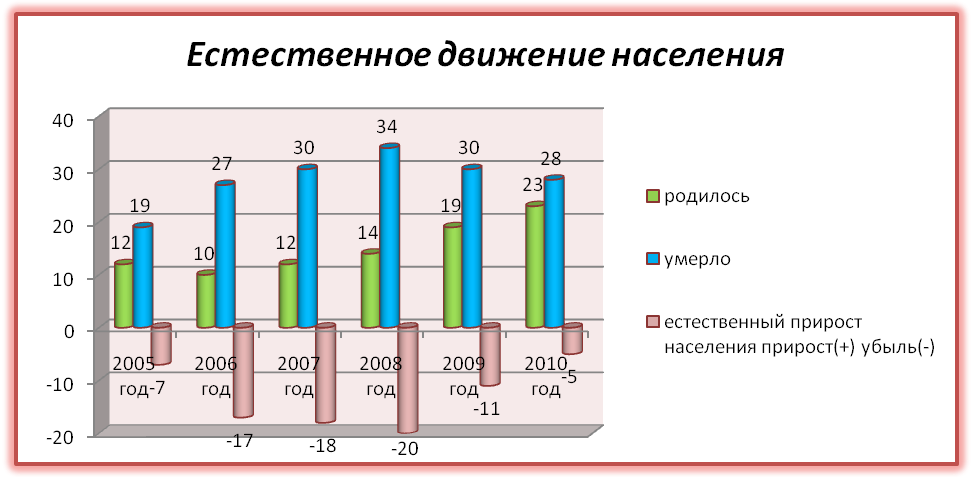 Естественное движение населения
40
30
20
10
0
-10
-20
12
19
-7
10
27
-17
12
30
-18
14
34
-20
19
30
-11
23
28
-5
2005
год
2006
год
2007
год
2008
год
2009
год
2010
год
родилось
умерло
естественный прирост
населения прирост(+) убыль(-)